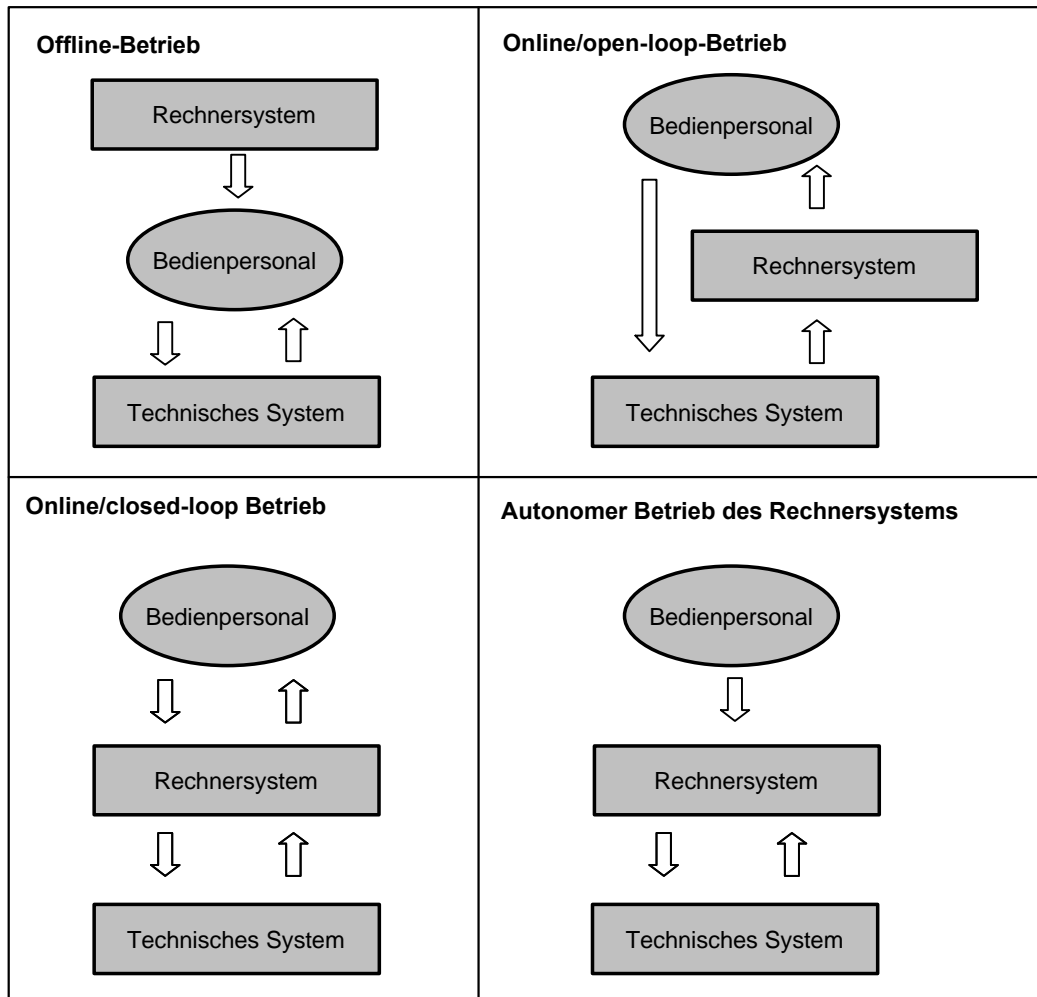 Offline-Betrieb
Rechnersystem
Bedienpersonal
Technisches System
Online/open-loop-Betrieb
Bedienpersonal
Rechnersystem
Technisches System
Online/closed-loop Betrieb
Bedienpersonal
Rechnersystem
Technisches System
Autonomer Betrieb des Rechnersystems
Bedienpersonal
Rechnersystem
Technisches System